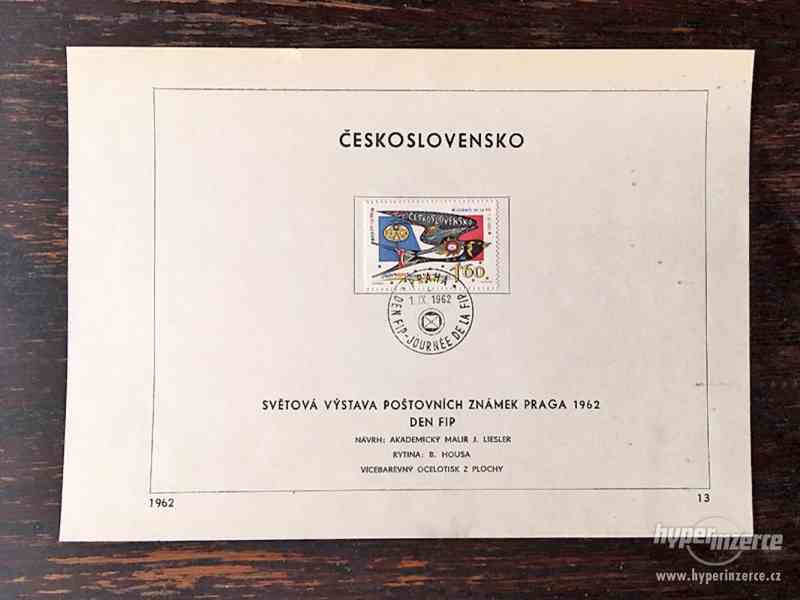 ČESKOSLOVENSKO
ČESKOSLOVENSKO
1.60
PRAHA
1.IX.1962
DEN FIP-JOURNÉE DE LA FIP
SVĚTOVÁ VÝSTAVA POŠTOVNÍCH ZNÁMEK PRAGA 1962
DEN FIP
NÁVRH: AKADEMICKÝ MALÍŘ J. LIESLER
RYTINA: B. HOUSA
VÍCEBAREVNÝ OCELOTISK Z PLOCHY
1962
13
hyperinzerce
www.hyperinzerce.cz